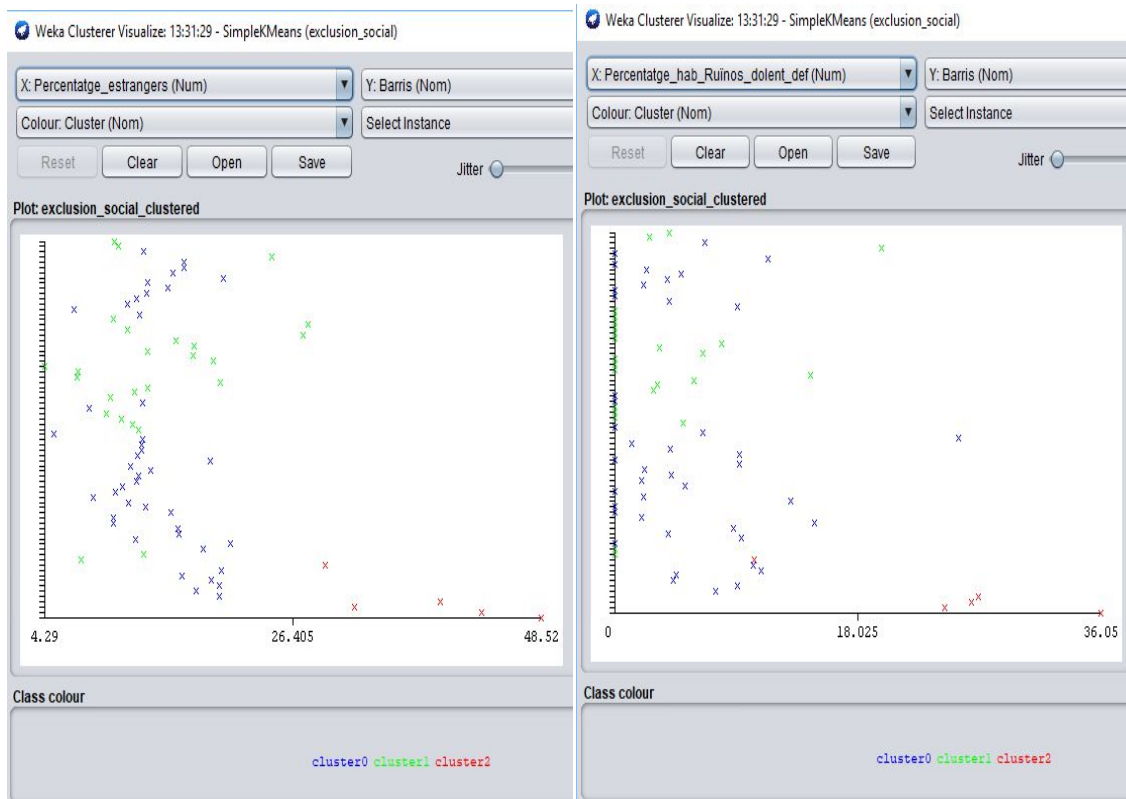 Weka Clusterer Visualize: 13:31:29 - SimpleKMeans (exclusion_social)
X: Percentatge_estrangers (Num)
Y: Barris (Nom)
Colour: Cluster (Nom)
Select Instance
Reset
Clear
Open
Save
Jitter
Plot: exclusion_social_clustered
4.29
26.405
48.52
Class colour
cluster0 cluster1 cluster2
Weka Clusterer Visualize: 13:31:29 - SimpleKMeans (exclusion_social)
X: Percentatge_hab_Ruïnos_dolent_def (Num)
Y: Barris (Nom)
Colour: Cluster (Nom)
Select Instance
Reset
Clear
Open
Save
Jitter
Plot: exclusion_social_clustered
0
18.025
36.05
Class colour
cluster0 cluster1 cluster2